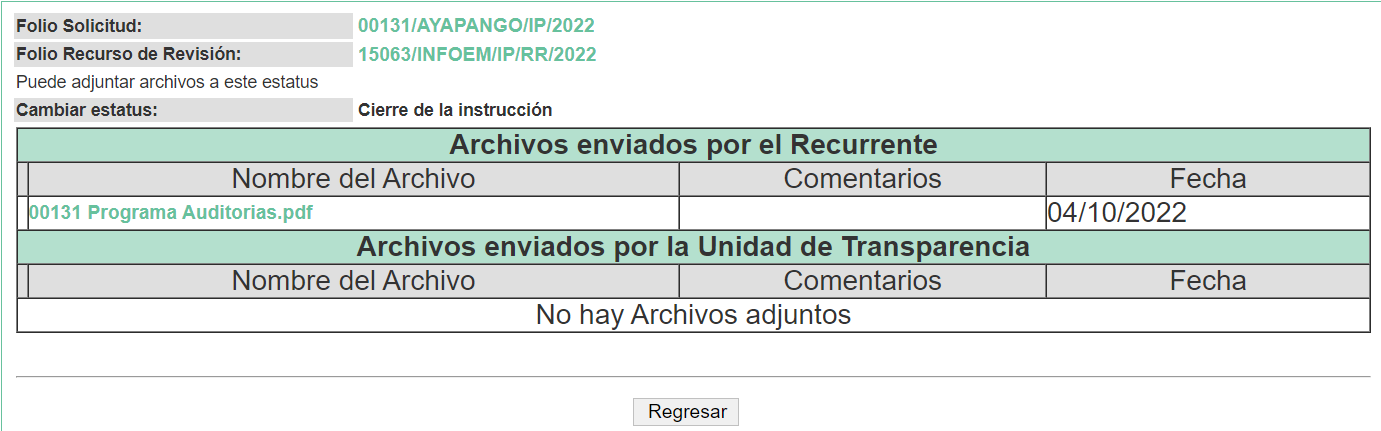 Folio Solicitud: 00131/AYAPANGO/IP/2022
Folio Recurso de Revisión: 15063/INFOEM/IP/RR/2022
Puede adjuntar archivos a este estatus
Cambiar estatus: Cierre de la instrucción
Archivos enviados por el Recurrente
Nombre del Archivo Comentarios Fecha
00131 Programa Auditorias.pdf 04/10/2022
Archivos enviados por la Unidad de Transparencia
Nombre del Archivo Comentarios Fecha
No hay Archivos adjuntos
Regresar